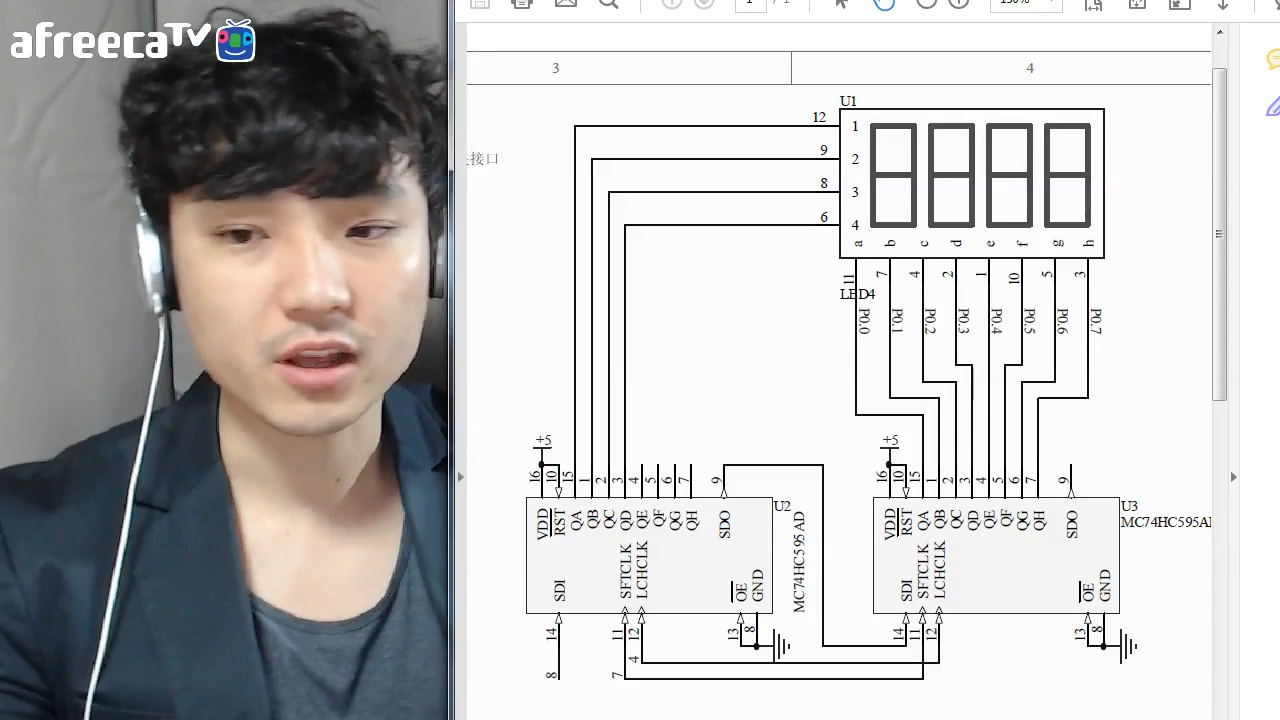 afreecaTV
1 / 1
150%
3
4
接口
U1
12
9
8
6
1
2
3
4
a b c d e f g h
11 7 4 2 1 10 5 3
LED4
P0.0 P0.1 P0.2 P0.3 P0.4 P0.5 P0.6 P0.7
+5
+5
16 10 15 1 2 3 4 5 6 7 9
16 10 15 1 2 3 4 5 6 7 9
U2
VDD RST QA QB QC QD QE QF QG QH SDO
MC74HC595AD
SDI SFTCLK LCHCLK OE GND
14 11 12 13 8
8 7 4
U3
MC74HC595A
VDD RST QA QB QC QD QE QF QG QH SDO
SDI SFTCLK LCHCLK OE GND
14 11 12 13 8